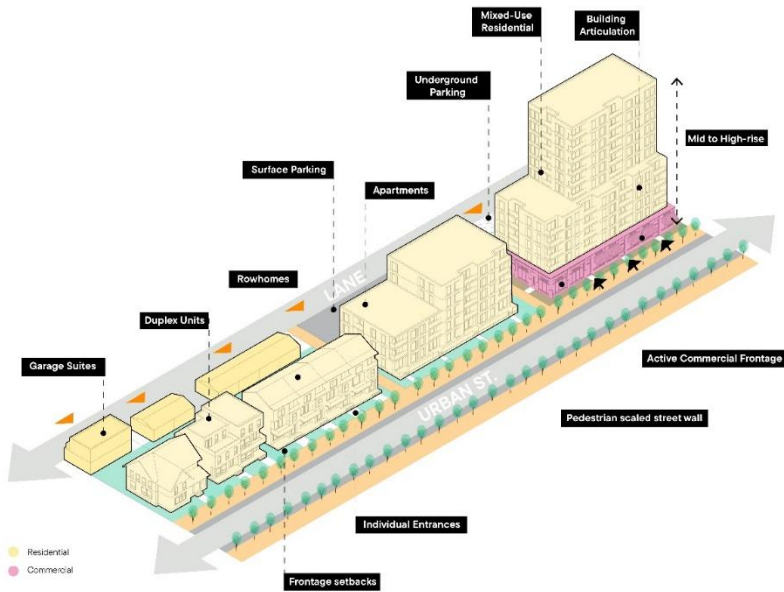 Mixed-Use
Residential
Building
Articulation
Underground
Parking
Mid to High-rise
Surface Parking
Apartments
LANE
Rowhomes
Duplex Units
Garage Suites
Active Commercial Frontage
URBAN ST.
Pedestrian scaled street wall
Individual Entrances
Residential
Commercial
Frontage setbacks